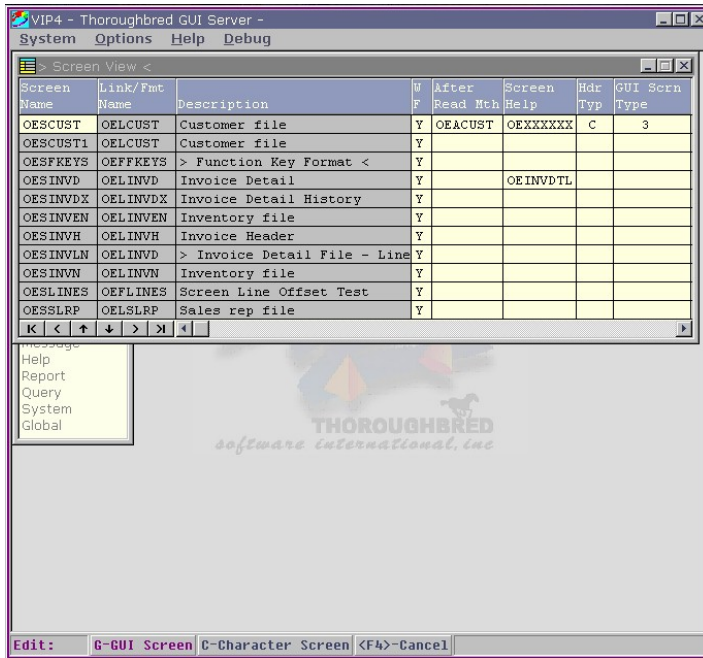 VIP4 - Thoroughbred GUI Server -
System Options Help Debug
> Screen View <
Screen Link/Fmt W After Screen Hdr GUI Scrn
Name Name Description F Read Mth Help Typ Type
OESCUST OELCUST Customer file Y OEACUST OEXXXXXX C 3
OESCUST1 OELCUST Customer file Y
OESFKEYS OEFFKEYS > Function Key Format < Y
OESINVD OELINVD Invoice Detail Y OEINVDTL
OESINVDX OELINVDX Invoice Detail History Y
OESINVEN OELINVEN Inventory file Y
OESINVH OELINVH Invoice Header Y
OESINVLN OELINVD > Invoice Detail File - Line Y
OESINVN OELINVN Inventory file Y
OESLINES OEFLINES Screen Line Offset Test Y
OESSLRP OELSLRP Sales rep file Y
Message
Help
Report
Query
System
Global
THOROUGHBRED
software international, inc
Edit: G-GUI Screen C-Character Screen <F4>-Cancel